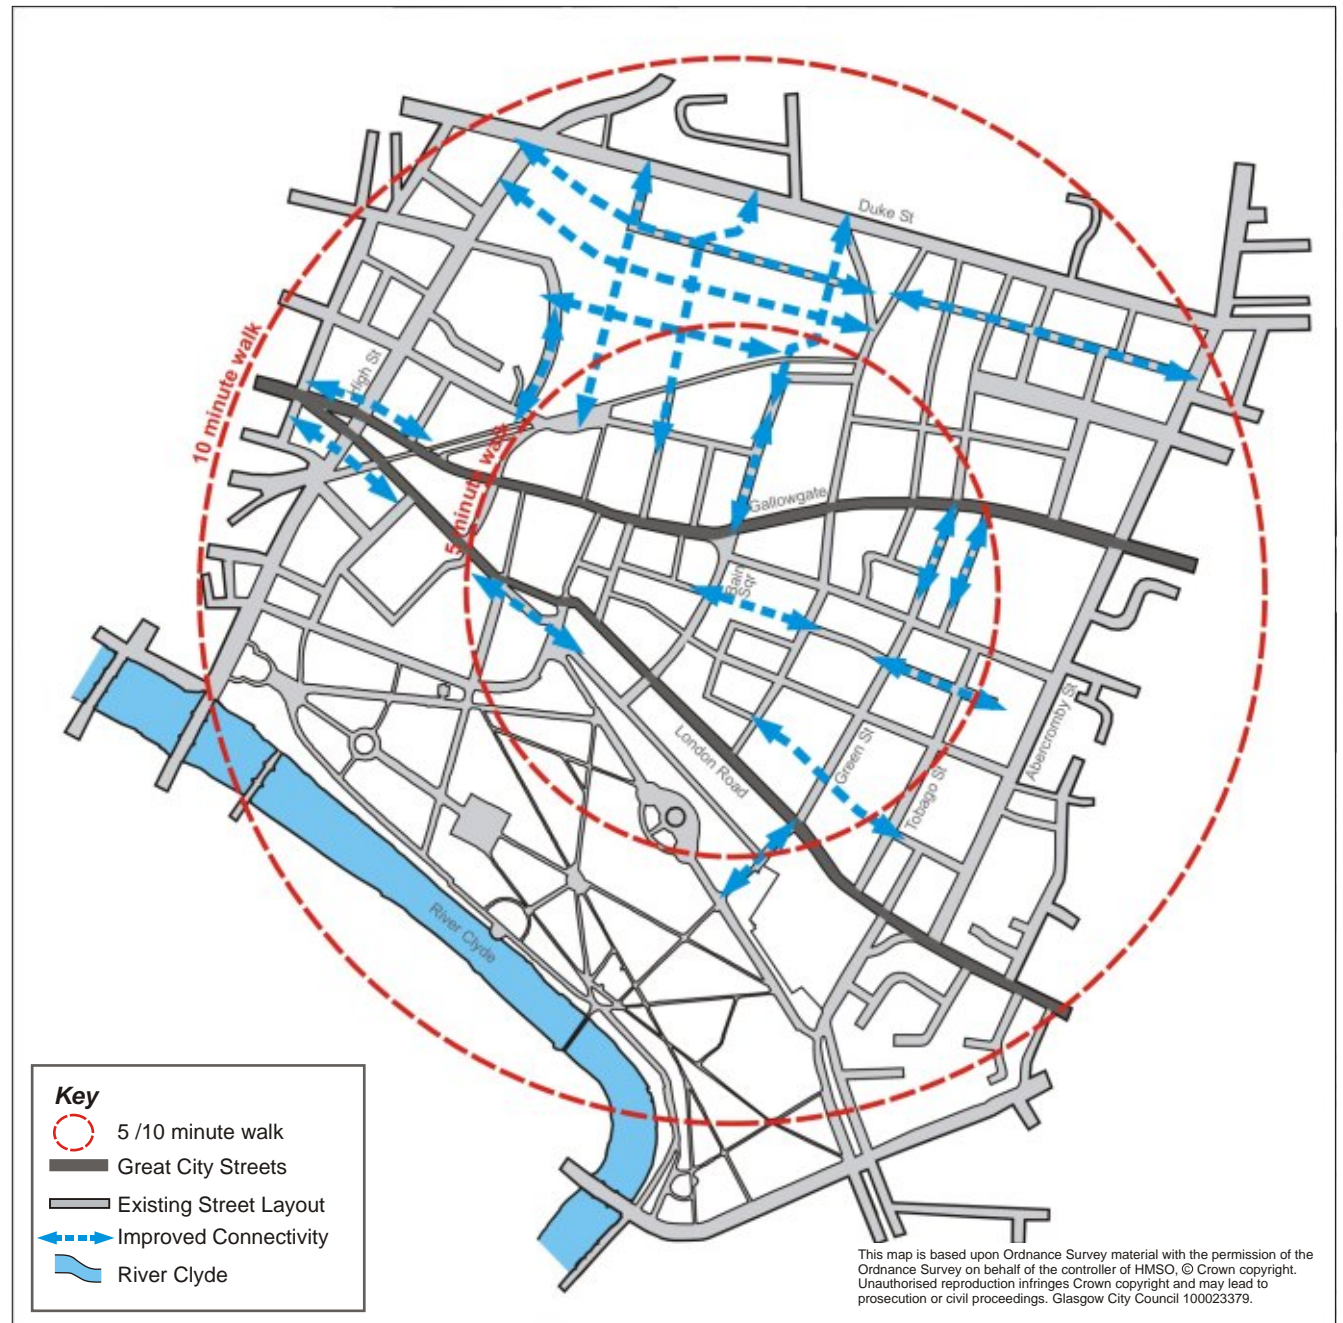 Duke St
10 minute walk
High St
5 minute walk
Gallowgate
Bain
Sqr
London Road
Green St
Tobago St
Abercromby St
River Clyde
Key
5 /10 minute walk
Great City Streets
Existing Street Layout
Improved Connectivity
River Clyde
This map is based upon Ordnance Survey material with the permission of the
Ordnance Survey on behalf of the controller of HMSO, © Crown copyright.
Unauthorised reproduction infringes Crown copyright and may lead to
prosecution or civil proceedings. Glasgow City Council 100023379.